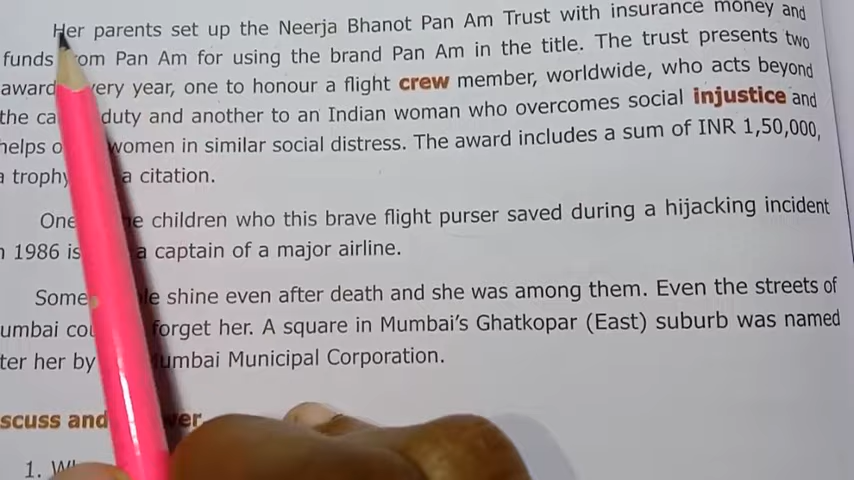 Her parents set up the Neerja Bhanot Pan Am Trust with insurance money and
funds om Pan Am for using the brand Pan Am in the title. The trust presents two
award very year, one to honour a flight crew member, worldwide, who acts beyond
the ca duty and another to an Indian woman who overcomes social injustice and
helps o women in similar social distress. The award includes a sum of INR 1,50,000,
a trophy a citation.
One e children who this brave flight purser saved during a hijacking incident
n 1986 is a captain of a major airline.
Some le shine even after death and she was among them. Even the streets of
umbai cou forget her. A square in Mumbai's Ghatkopar (East) suburb was named
ter her by umbai Municipal Corporation.
scuss and wer
1. W